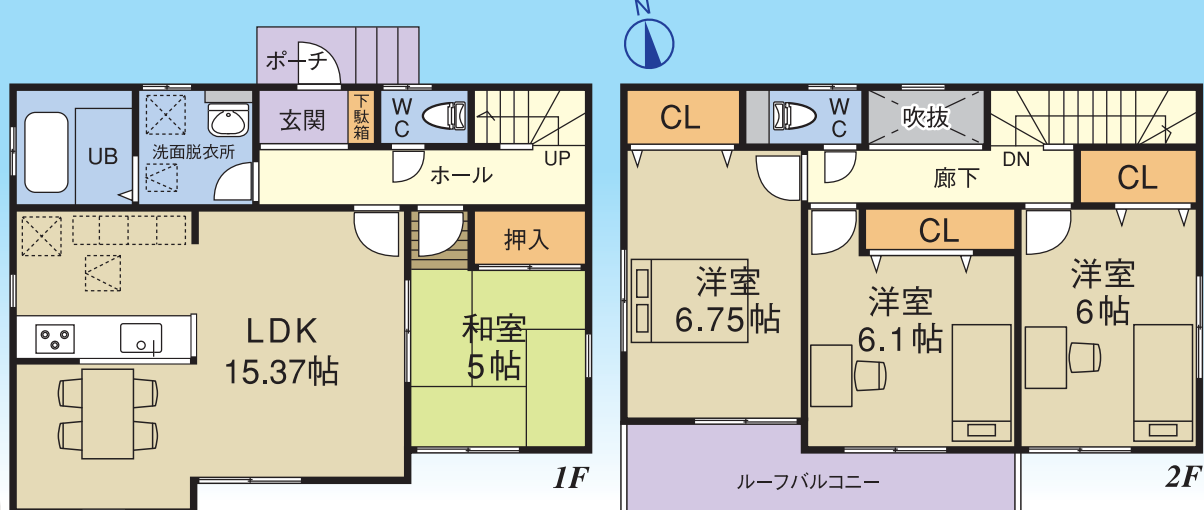 ポーチ
玄関
下駄箱
WC
UP
UB
洗面脱衣所
ホール
押入
LDK
15.37帖
和室
5帖
1F
N
CL
WC
吹抜
DN
廊下
CL
CL
洋室
6.75帖
洋室
6.1帖
洋室
6帖
ルーフバルコニー
2F